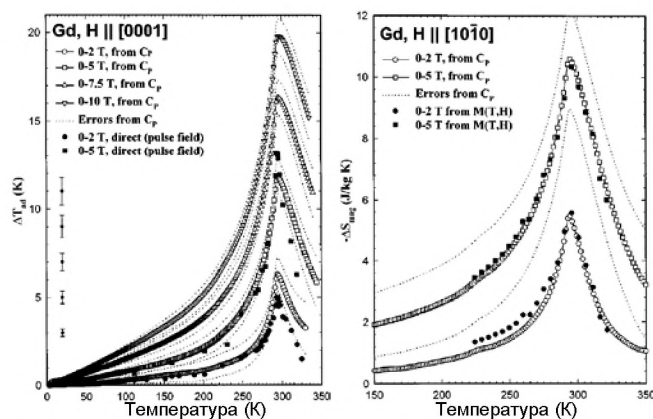 Gd, H || [0001]
0-2 T, from C_P
0-5 T, from C_P
0-7.5 T, from C_P
0-10 T, from C_P
Errors from C_P
0-2 T, direct (pulse field)
0-5 T, direct (pulse field)
ΔT_ad (K)
20
15
10
5
0
0 50 100 150 200 250 300 350
Температура (К)
Gd, H || [101̄0]
0-2 T, from C_P
0-5 T, from C_P
Errors from C_P
0-2 T from M(T,H)
0-5 T from M(T,H)
-ΔS_mag (J/kg K)
12
10
8
6
4
2
0
150 200 250 300 350
Температура (К)